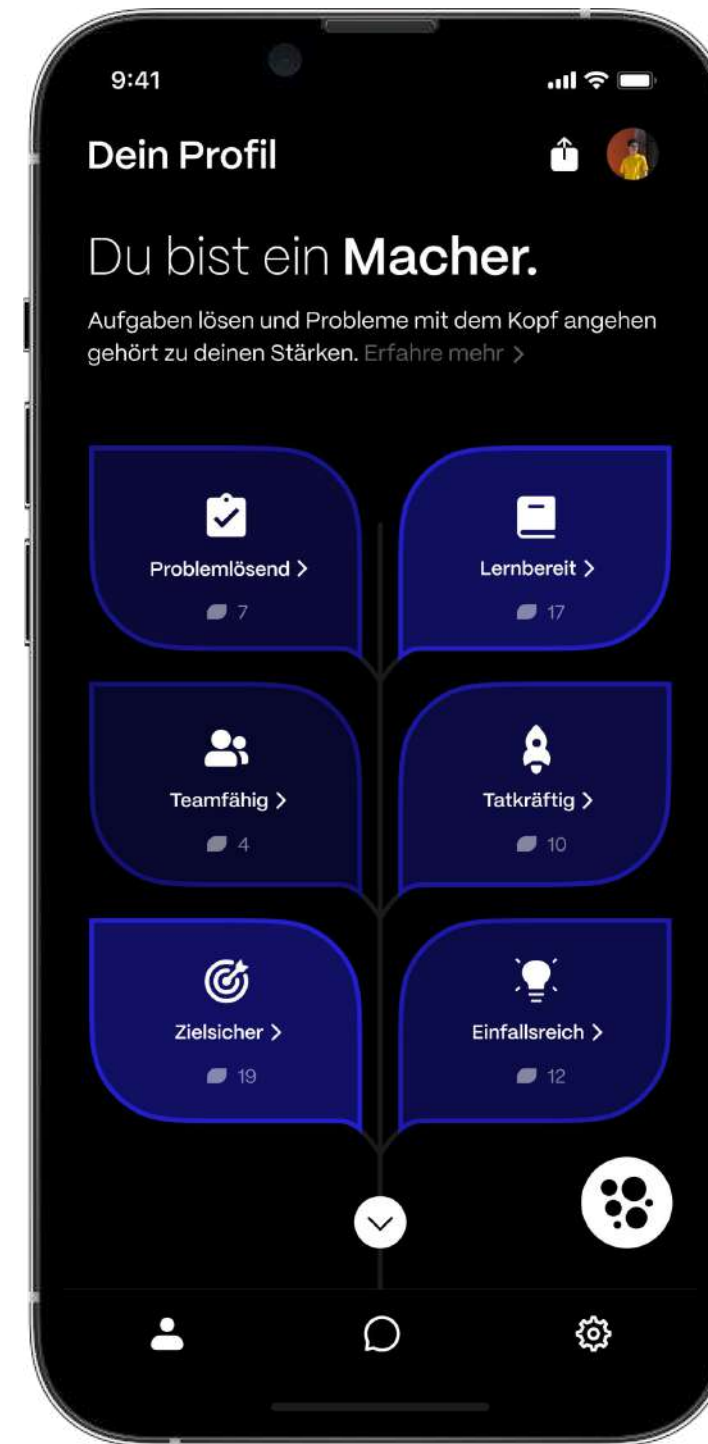 9:41
Dein Profil
Du bist ein Macher.
Aufgaben lösen und Probleme mit dem Kopf angehen
gehört zu deinen Stärken. Erfahre mehr >
Problemlösend >
7
Lernbereit >
17
Teamfähig >
4
Tatkräftig >
10
Zielsicher >
19
Einfallsreich >
12